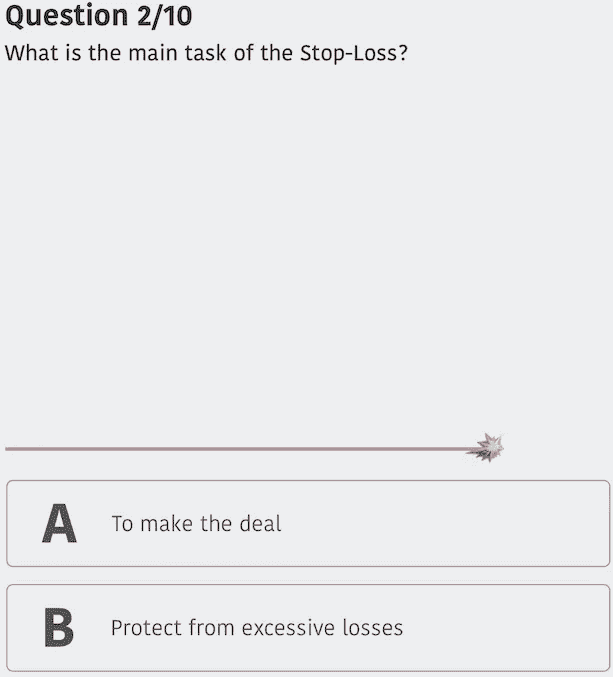 Question 2/10
What is the main task of the Stop-Loss?
A To make the deal
B Protect from excessive losses